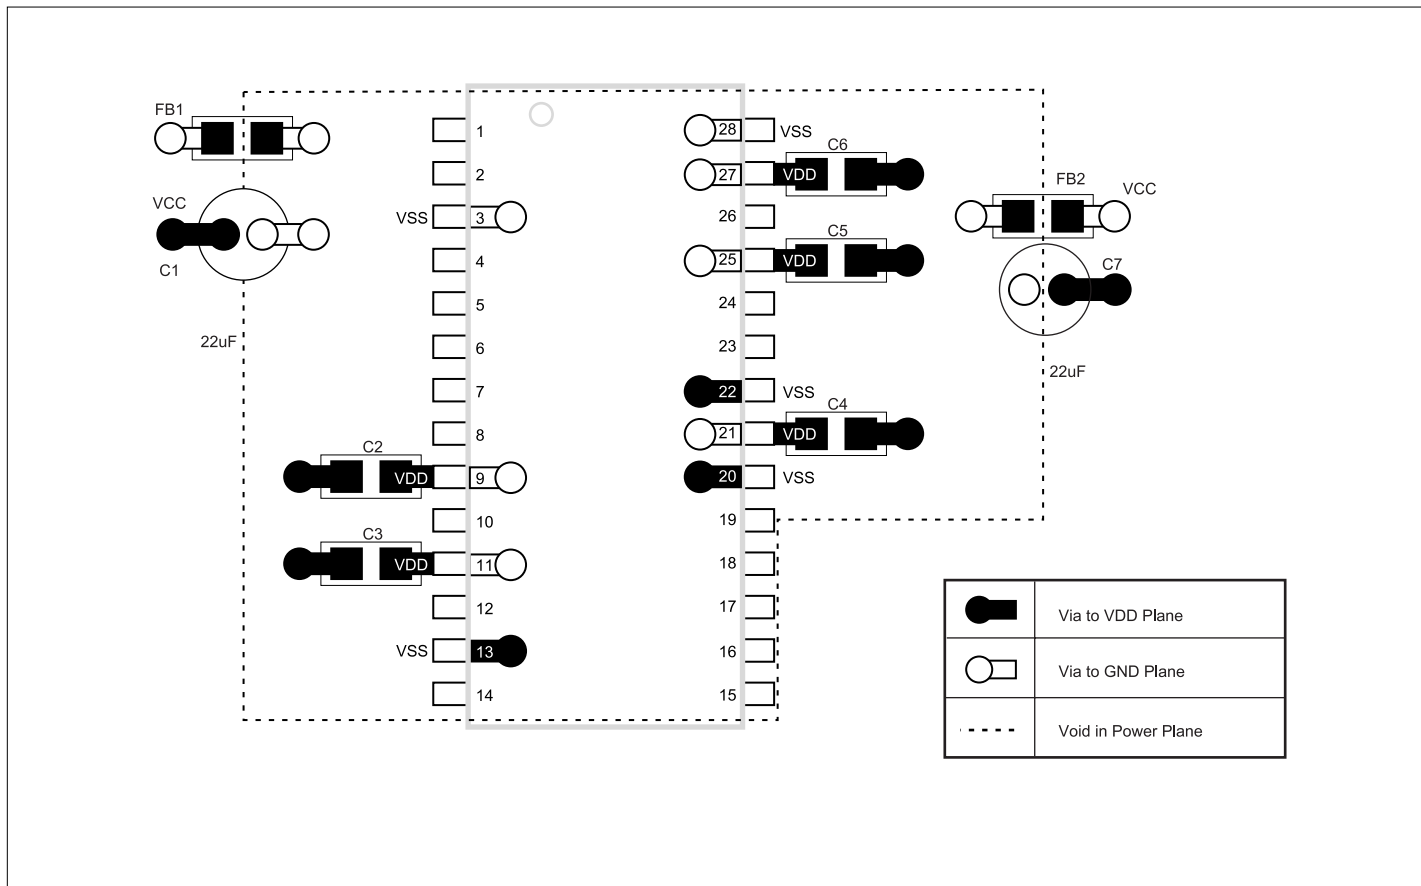 FB1
VCC
C1
22uF
1
2
VSS 3
4
5
6
7
8
C2
VDD 9
10
C3
VDD 11
12
VSS 13
14
28 VSS
C6
27 VDD
26
C5
25 VDD
24
23
22 VSS
C4
21 VDD
20 VSS
19
18
17
16
15
FB2
VCC
C7
22uF
Via to VDD Plane
Via to GND Plane
Void in Power Plane